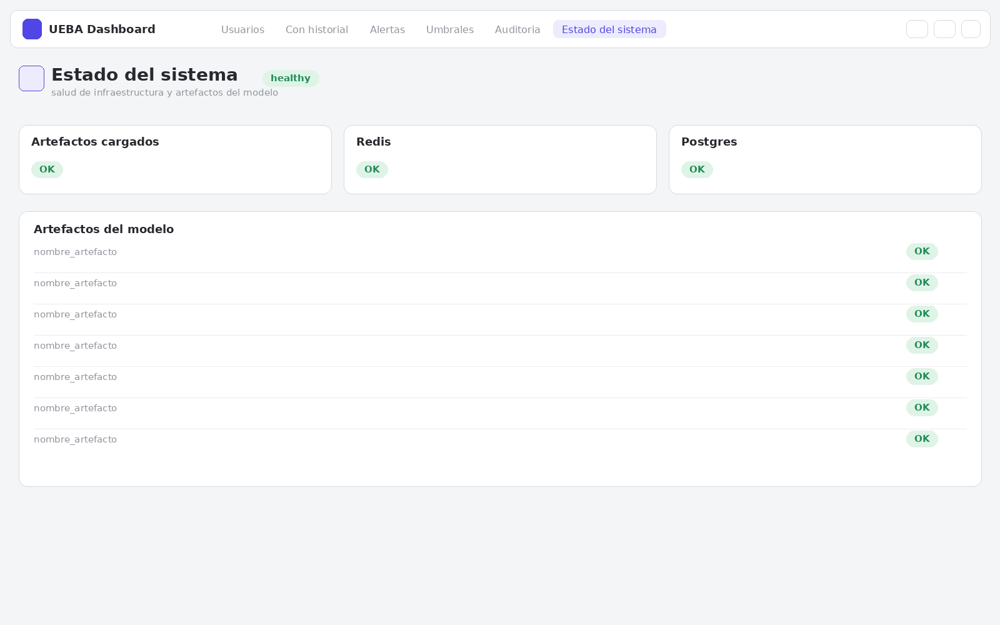 UEBA Dashboard Usuarios Con historial Alertas Umbrales Auditoria Estado del sistema
Estado del sistema healthy
salud de infraestructura y artefactos del modelo
Artefactos cargados Redis Postgres
OK OK OK
Artefactos del modelo
nombre_artefacto OK
nombre_artefacto OK
nombre_artefacto OK
nombre_artefacto OK
nombre_artefacto OK
nombre_artefacto OK
nombre_artefacto OK